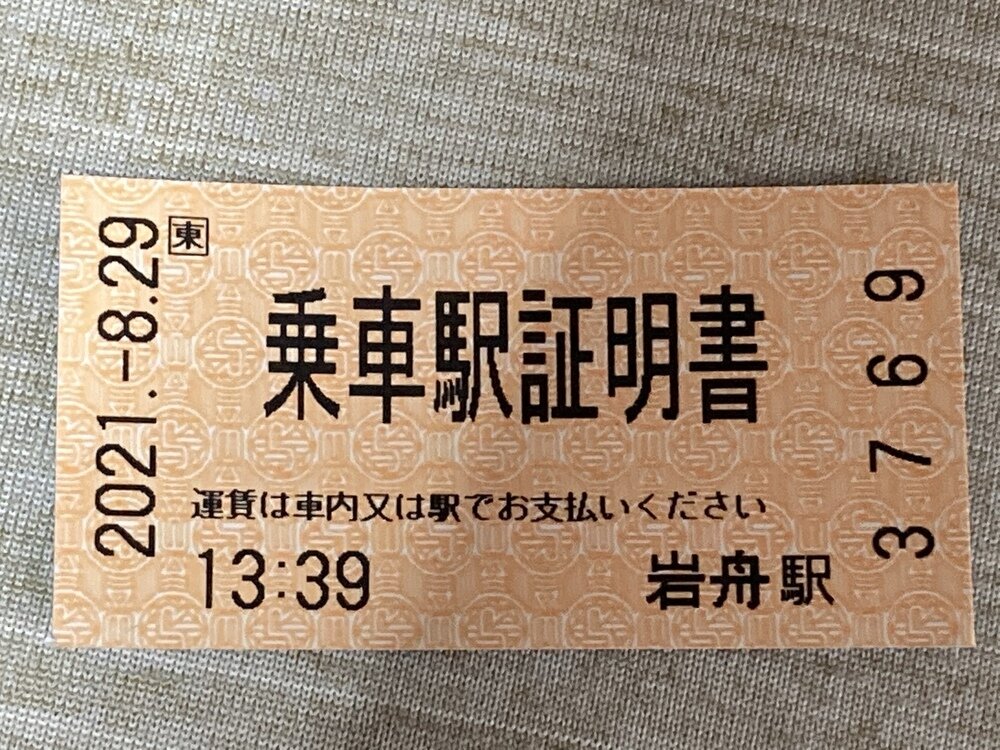 2021.-8.29
東
乗車駅証明書
運賃は車内又は駅でお支払いください
13:39
岩舟駅
3769